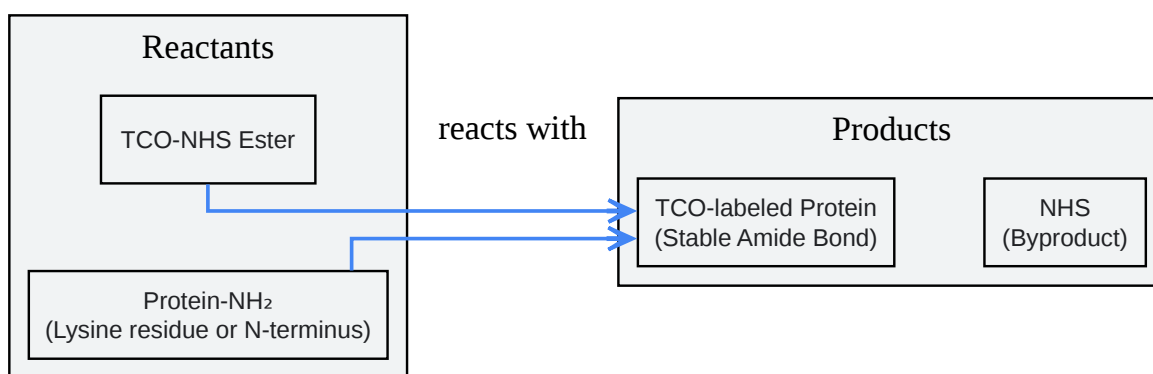 Reactants
TCO-NHS Ester
Protein-NH₂
(Lysine residue or N-terminus)
reacts with
Products
TCO-labeled Protein
(Stable Amide Bond)
NHS
(Byproduct)